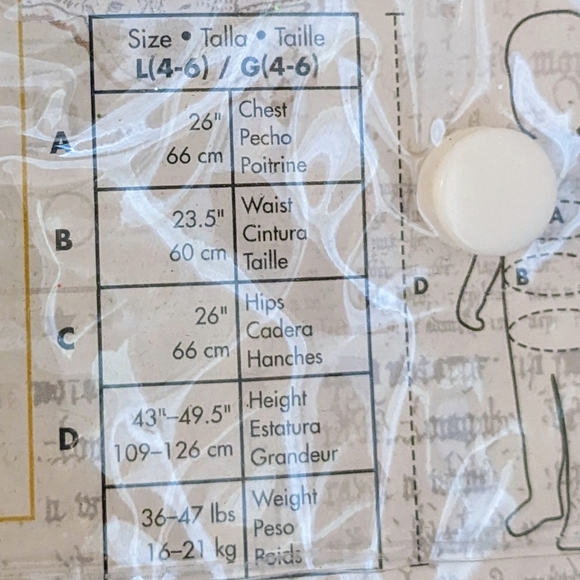 Size • Talla • Taille
L(4-6) / G(4-6)
A
26"
66 cm
Chest
Pecho
Poitrine
B
23.5"
60 cm
Waist
Cintura
Taille
C
26"
66 cm
Hips
Cadera
Hanches
D
43"–49.5"
109–126 cm
Height
Estatura
Grandeur
36–47 lbs
16–21 kg
Weight
Peso
Poids
A
B
D